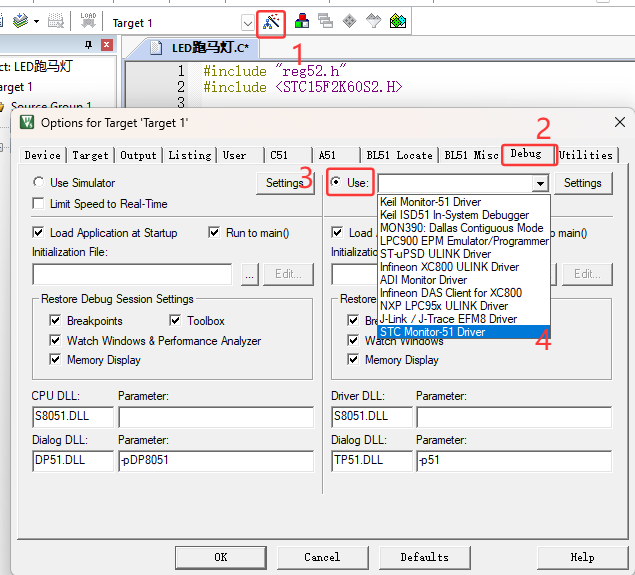 LOAD
Target 1
1
ct: LED跑马灯
arget 1
Source Group 1
LED跑马灯.C*
1 #include "reg52.h"
2 #include <STC15F2K60S2.H>
3
Options for Target 'Target 1'
2
Device Target Output Listing User C51 A51 BL51 Locate BL51 Misc Debug Utilities
Use Simulator
Settings
3
Use:
Settings
Limit Speed to Real-Time
Keil Monitor-51 Driver
Keil ISD51 In-System Debugger
MON390: Dallas Contiguous Mode
LPC900 EPM Emulator/Programmer
ST-uPSD ULINK Driver
Infineon XC800 ULINK Driver
ADI Monitor Driver
Infineon DAS Client for XC800
NXP LPC95x ULINK Driver
J-Link / J-Trace EFM8 Driver
STC Monitor-51 Driver
4
Load Application at Startup
Run to main()
Load
o main()
Initialization File:
Initializatio
...
Edit...
Edit...
Restore Debug Session Settings
Restore
Breakpoints
Toolbox
Bre
Watch Windows & Performance Analyzer
Watch Windows
Memory Display
Memory Display
CPU DLL:
Parameter:
Driver DLL:
Parameter:
S8051.DLL
S8051.DLL
Dialog DLL:
Parameter:
Dialog DLL:
Parameter:
DP51.DLL
-pDP8051
TP51.DLL
-p51
OK
Cancel
Defaults
Help